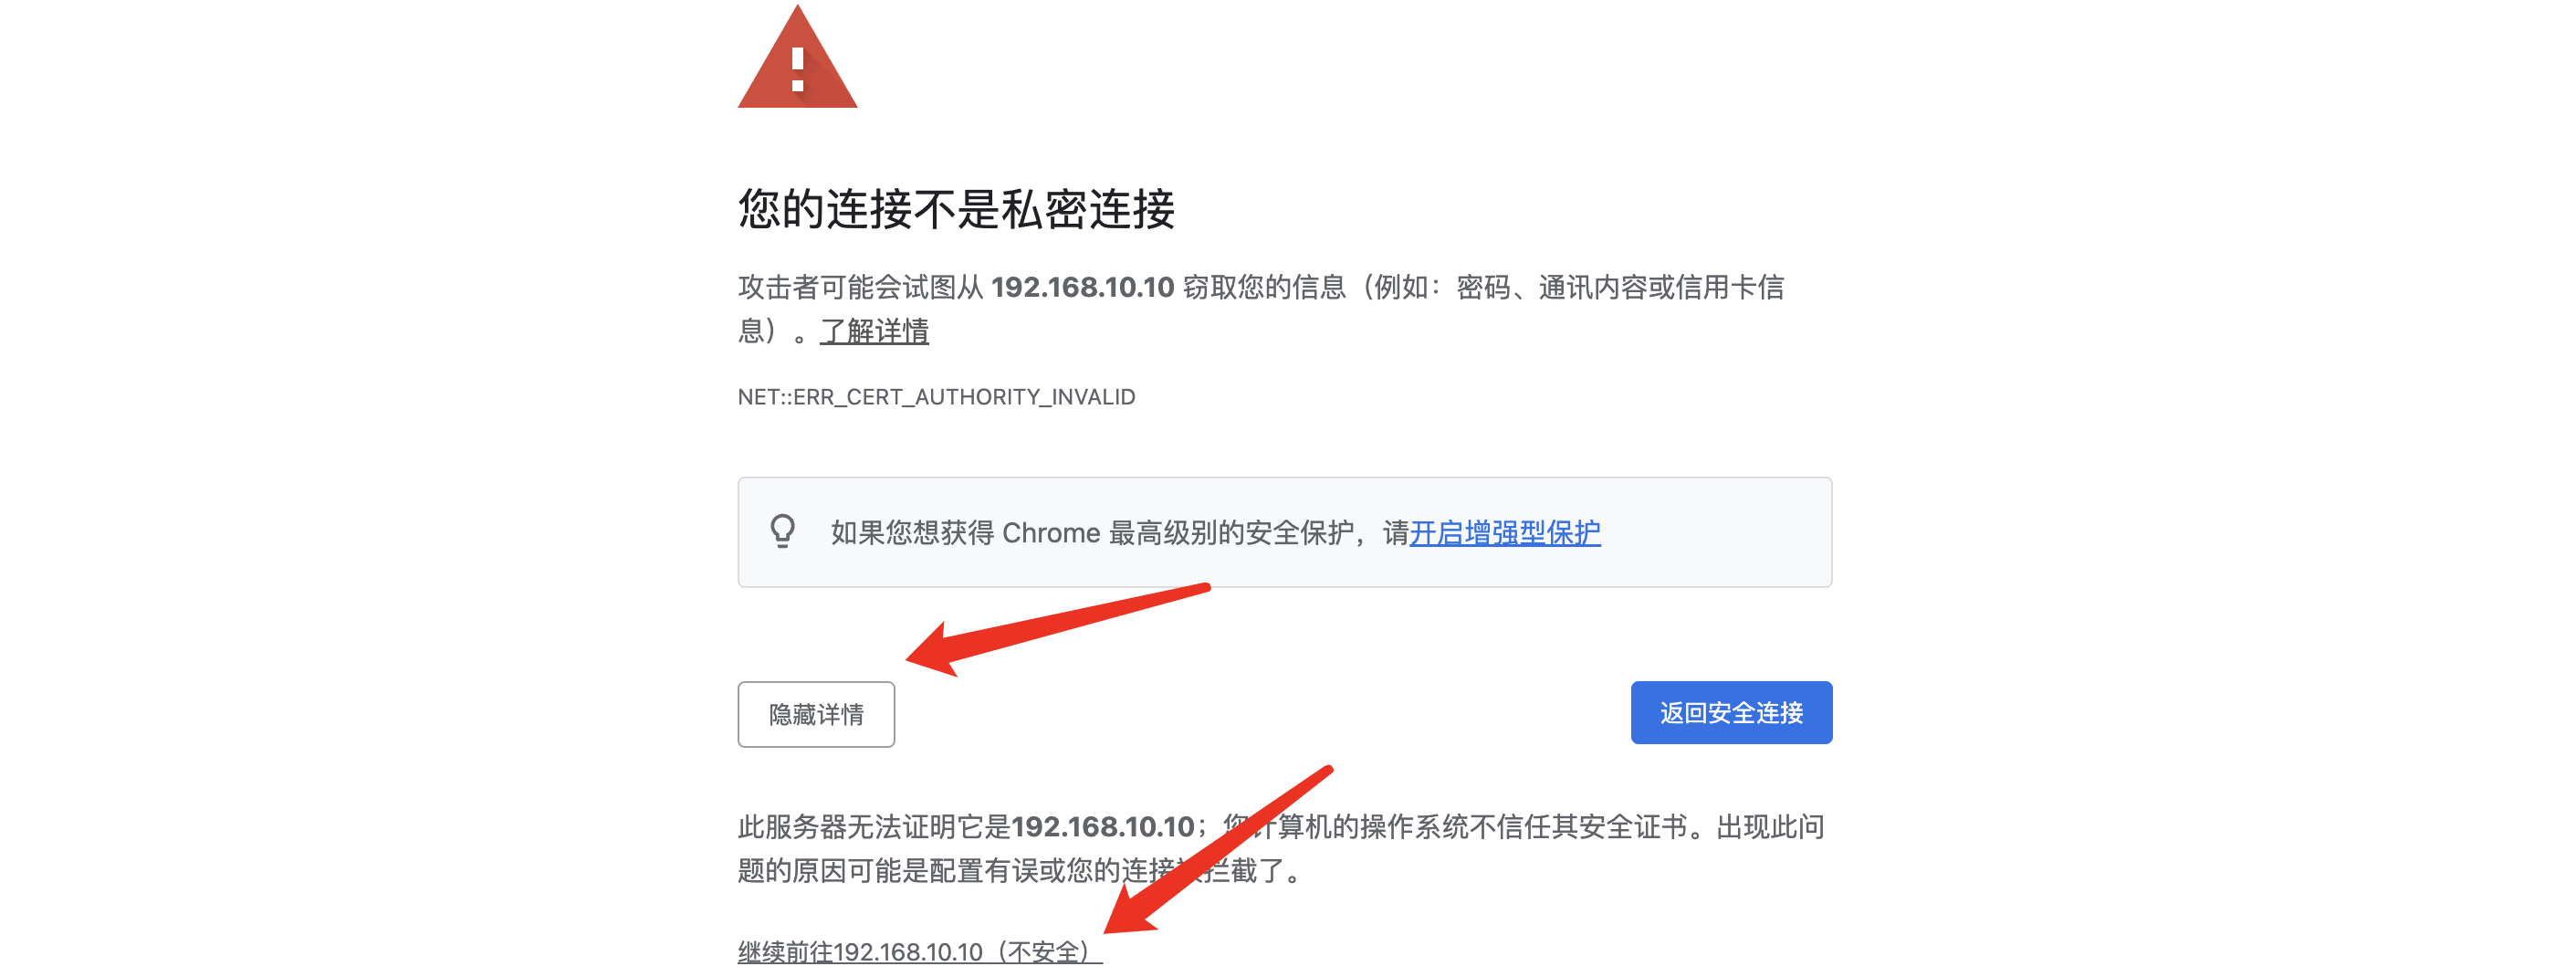 您的连接不是私密连接
攻击者可能会试图从 192.168.10.10 窃取您的信息（例如：密码、通讯内容或信用卡信
息）。了解详情
NET::ERR_CERT_AUTHORITY_INVALID
如果您想获得 Chrome 最高级别的安全保护，请开启增强型保护
隐藏详情
返回安全连接
此服务器无法证明它是192.168.10.10；您计算机的操作系统不信任其安全证书。出现此问
题的原因可能是配置有误或您的连接被拦截了。
继续前往192.168.10.10（不安全）